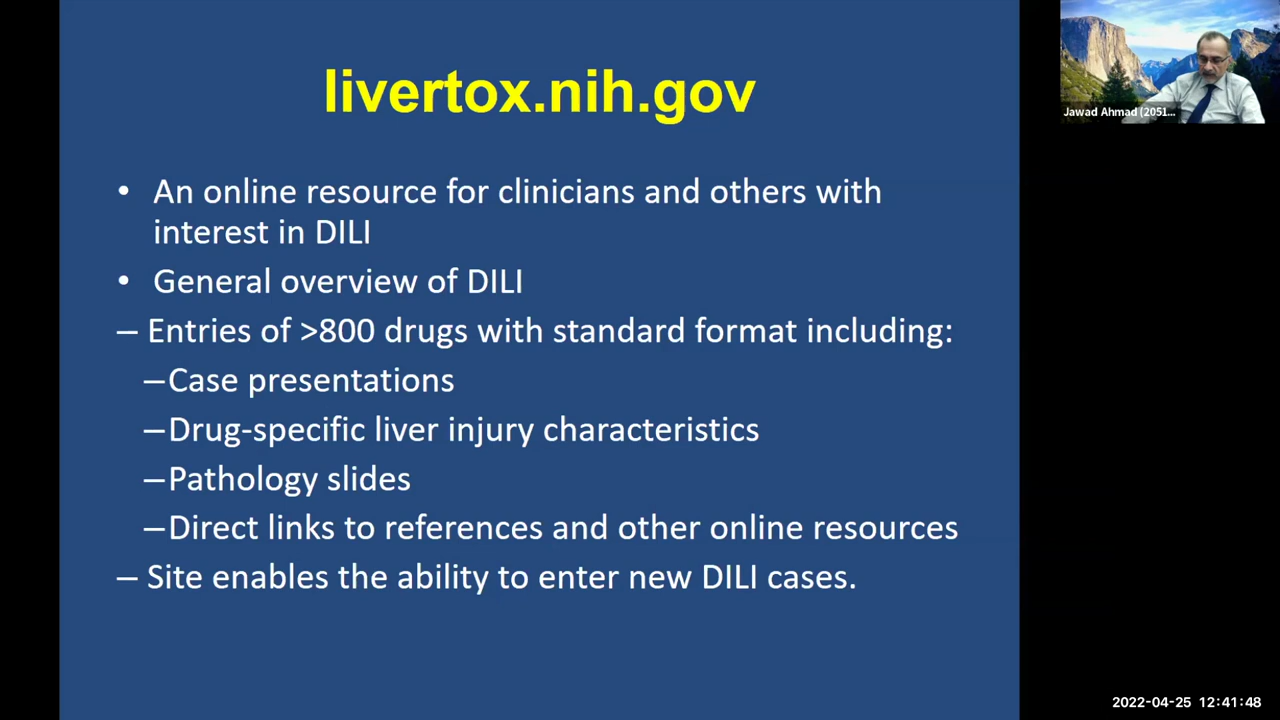 livertox.nih.gov
• An online resource for clinicians and others with
interest in DILI
• General overview of DILI
– Entries of >800 drugs with standard format including:
–Case presentations
–Drug-specific liver injury characteristics
–Pathology slides
–Direct links to references and other online resources
– Site enables the ability to enter new DILI cases.
Jawad Ahmad (2051...
2022-04-25 12:41:48